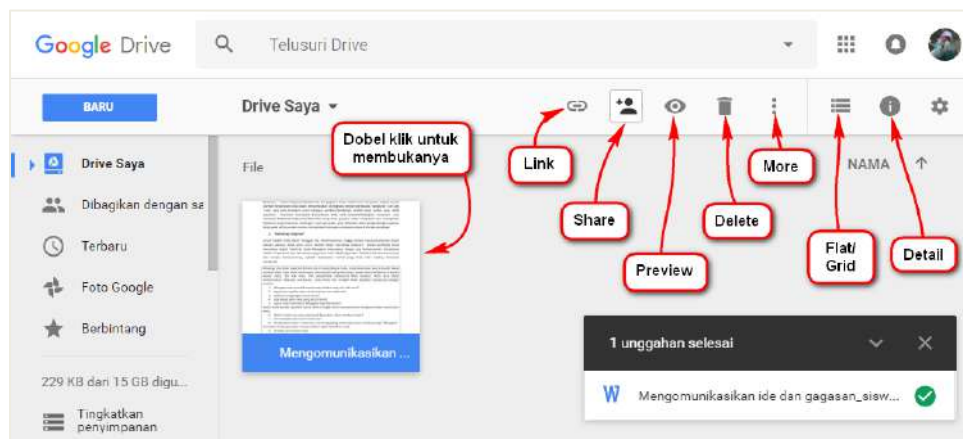 Google Drive
Telusuri Drive
BARU
Drive Saya
Dobel klik untuk
membukanya
Link
Share
Preview
Delete
More
Flat/
Grid
Detail
Drive Saya
Dibagikan dengan sa
Terbaru
Foto Google
Berbintang
229 KB dari 15 GB digu...
Tingkatkan
penyimpanan
File
NAMA
Mengomunikasikan ...
1 unggahan selesai
W Mengomunikasikan ide dan gagasan_sisw...